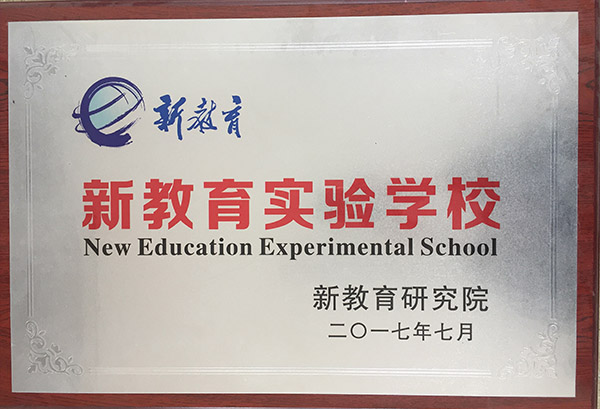 新教育
新教育实验学校
New Education Experimental School
新教育研究院
二〇一七年七月